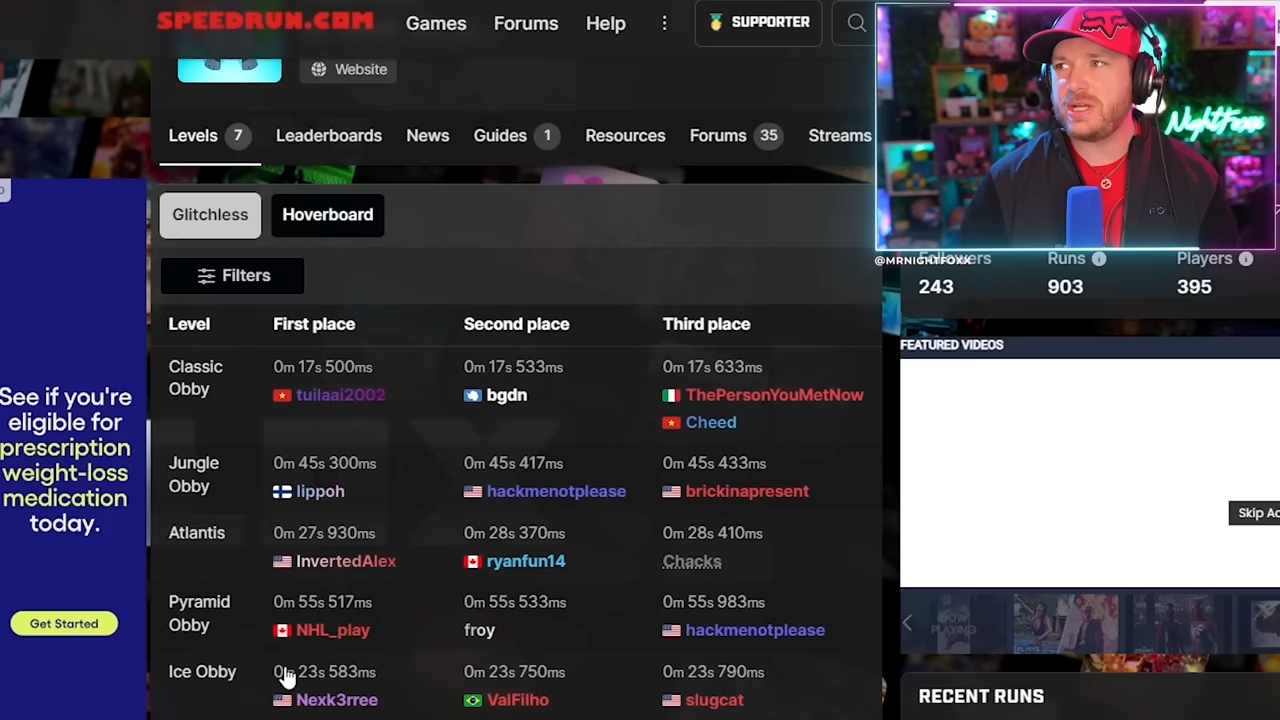 SPEEDRUN.COM
Games
Forums
Help
SUPPORTER
Website
Levels 7
Leaderboards
News
Guides 1
Resources
Forums 35
Streams
NightFoxx
@MRNIGHTFOXX
Glitchless
Hoverboard
Filters
Runs
Players
243
903
395
FEATURED VIDEOS
Level
First place
Second place
Third place
Classic
Obby
0m 17s 500ms
tuilaai2002
0m 17s 533ms
bgdn
0m 17s 633ms
ThePersonYouMetNow
Cheed
Jungle
Obby
0m 45s 300ms
lippoh
0m 45s 417ms
hackmenotplease
0m 45s 433ms
brickinapresent
Atlantis
0m 27s 930ms
InvertedAlex
0m 28s 370ms
ryanfun14
0m 28s 410ms
Chacks
Pyramid
Obby
0m 55s 517ms
NHL_play
0m 55s 533ms
froy
0m 55s 983ms
hackmenotplease
Ice Obby
23s 583ms
Nexk3rree
0m 23s 750ms
ValFilho
0m 23s 790ms
slugcat
See if you're
eligible for
prescription
weight-loss
medication
today.
Get Started
Skip Ad
NOW
PLAYING
RECENT RUNS